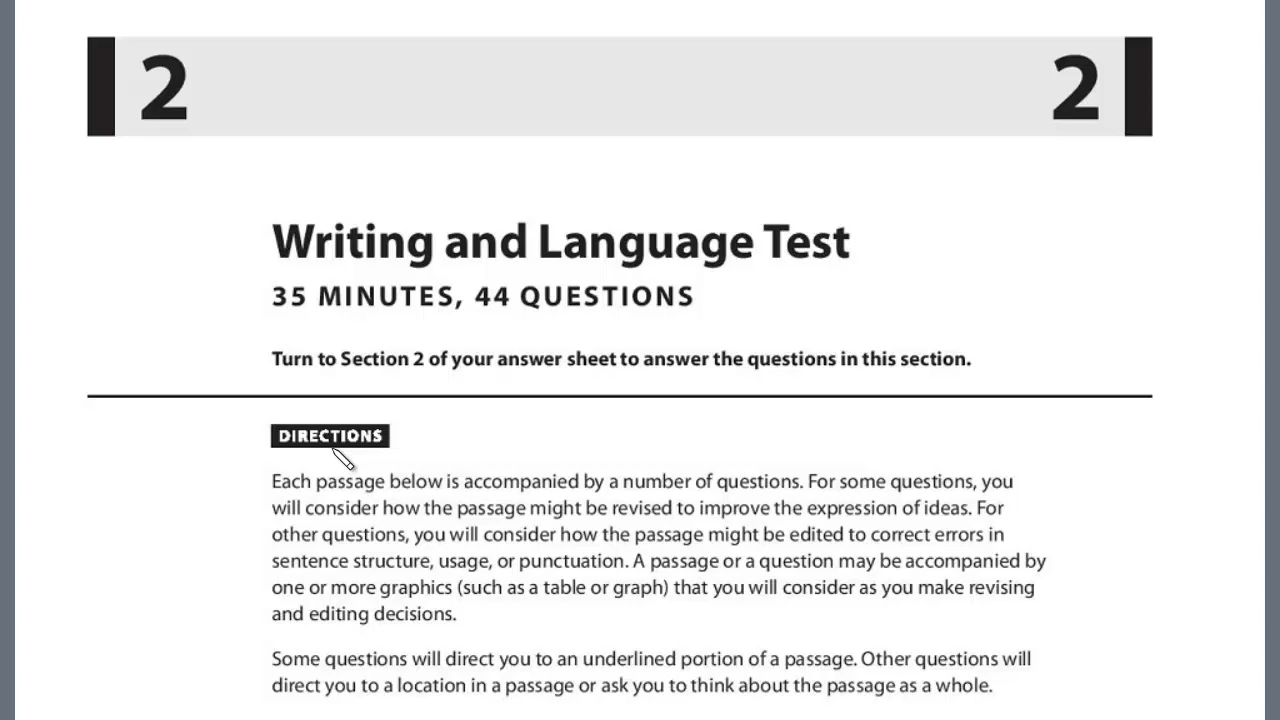 2 2
Writing and Language Test
35 MINUTES, 44 QUESTIONS
Turn to Section 2 of your answer sheet to answer the questions in this section.
DIRECTIONS
Each passage below is accompanied by a number of questions. For some questions, you
will consider how the passage might be revised to improve the expression of ideas. For
other questions, you will consider how the passage might be edited to correct errors in
sentence structure, usage, or punctuation. A passage or a question may be accompanied by
one or more graphics (such as a table or graph) that you will consider as you make revising
and editing decisions.
Some questions will direct you to an underlined portion of a passage. Other questions will
direct you to a location in a passage or ask you to think about the passage as a whole.